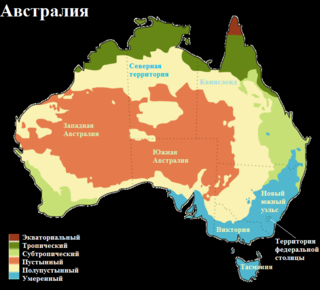 Австралия
Северная
территория
Квинсленд
Западная
Австралия
Южная
Австралия
Новый
южный
уэльс
Виктория
Территория
федеральной
столицы
Тасмания
Экваториальный
Тропический
Субтропический
Пустынный
Полупустынный
Умеренный